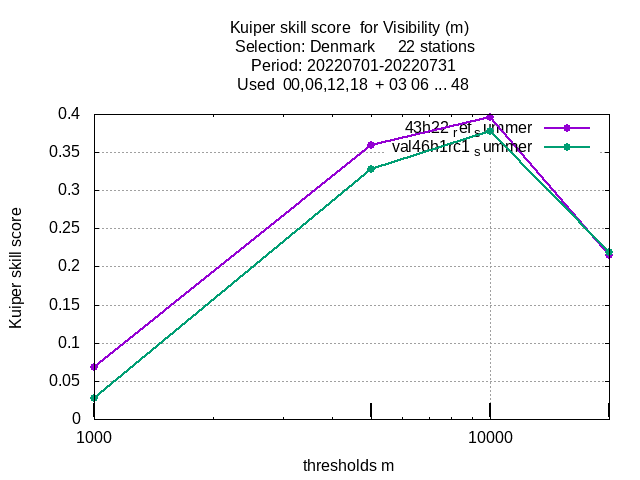 Kuiper skill score  for Visibility (m)
Selection: Denmark     22 stations
Period: 20220701-20220731
Used  00,06,12,18  + 03 06 ... 48
43h22_ref_summer
val46h1rc1_summer
0.4
0.35
0.3
0.25
0.2
0.15
0.1
0.05
0
Kuiper skill score
1000
10000
thresholds m